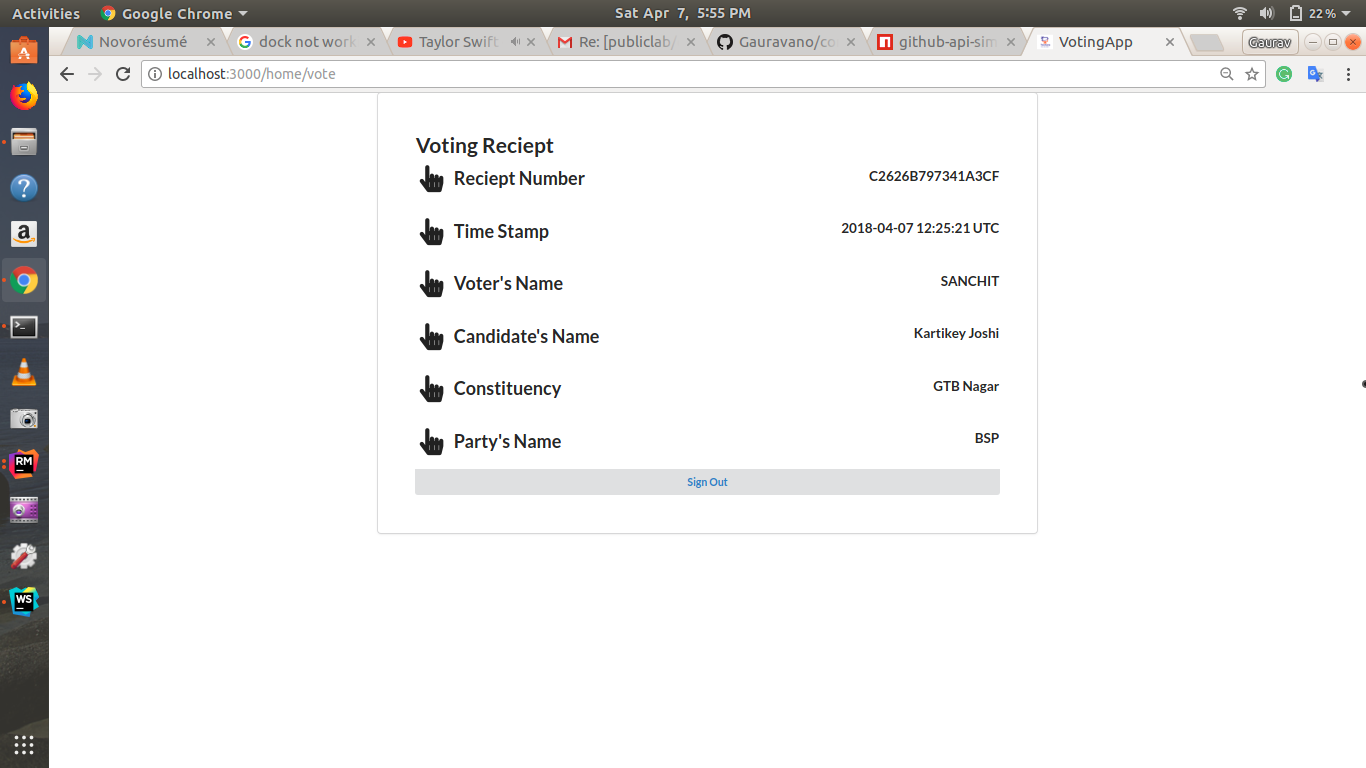 Activities Google Chrome Sat Apr 7, 5:55 PM 22%
Novorésumé dock not work Taylor Swift Re: [publiclab/ Gauravano/co github-api-sim VotingApp Gaurav
localhost:3000/home/vote
Voting Reciept
Reciept Number C2626B797341A3CF
Time Stamp 2018-04-07 12:25:21 UTC
Voter's Name SANCHIT
Candidate's Name Kartikey Joshi
Constituency GTB Nagar
Party's Name BSP
Sign Out
RM
WS